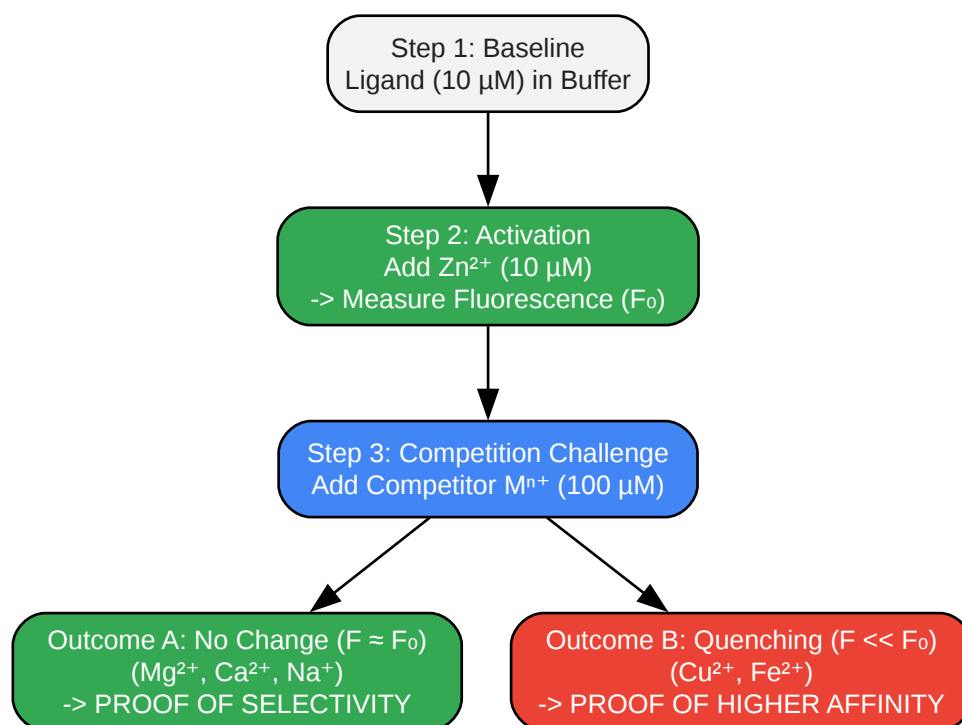 Step 1: Baseline
Ligand (10 µM) in Buffer
Step 2: Activation
Add Zn²⁺ (10 µM)
-> Measure Fluorescence (F₀)
Step 3: Competition Challenge
Add Competitor Mⁿ⁺ (100 µM)
Outcome A: No Change (F ≈ F₀)
(Mg²⁺, Ca²⁺, Na⁺)
-> PROOF OF SELECTIVITY
Outcome B: Quenching (F << F₀)
(Cu²⁺, Fe²⁺)
-> PROOF OF HIGHER AFFINITY